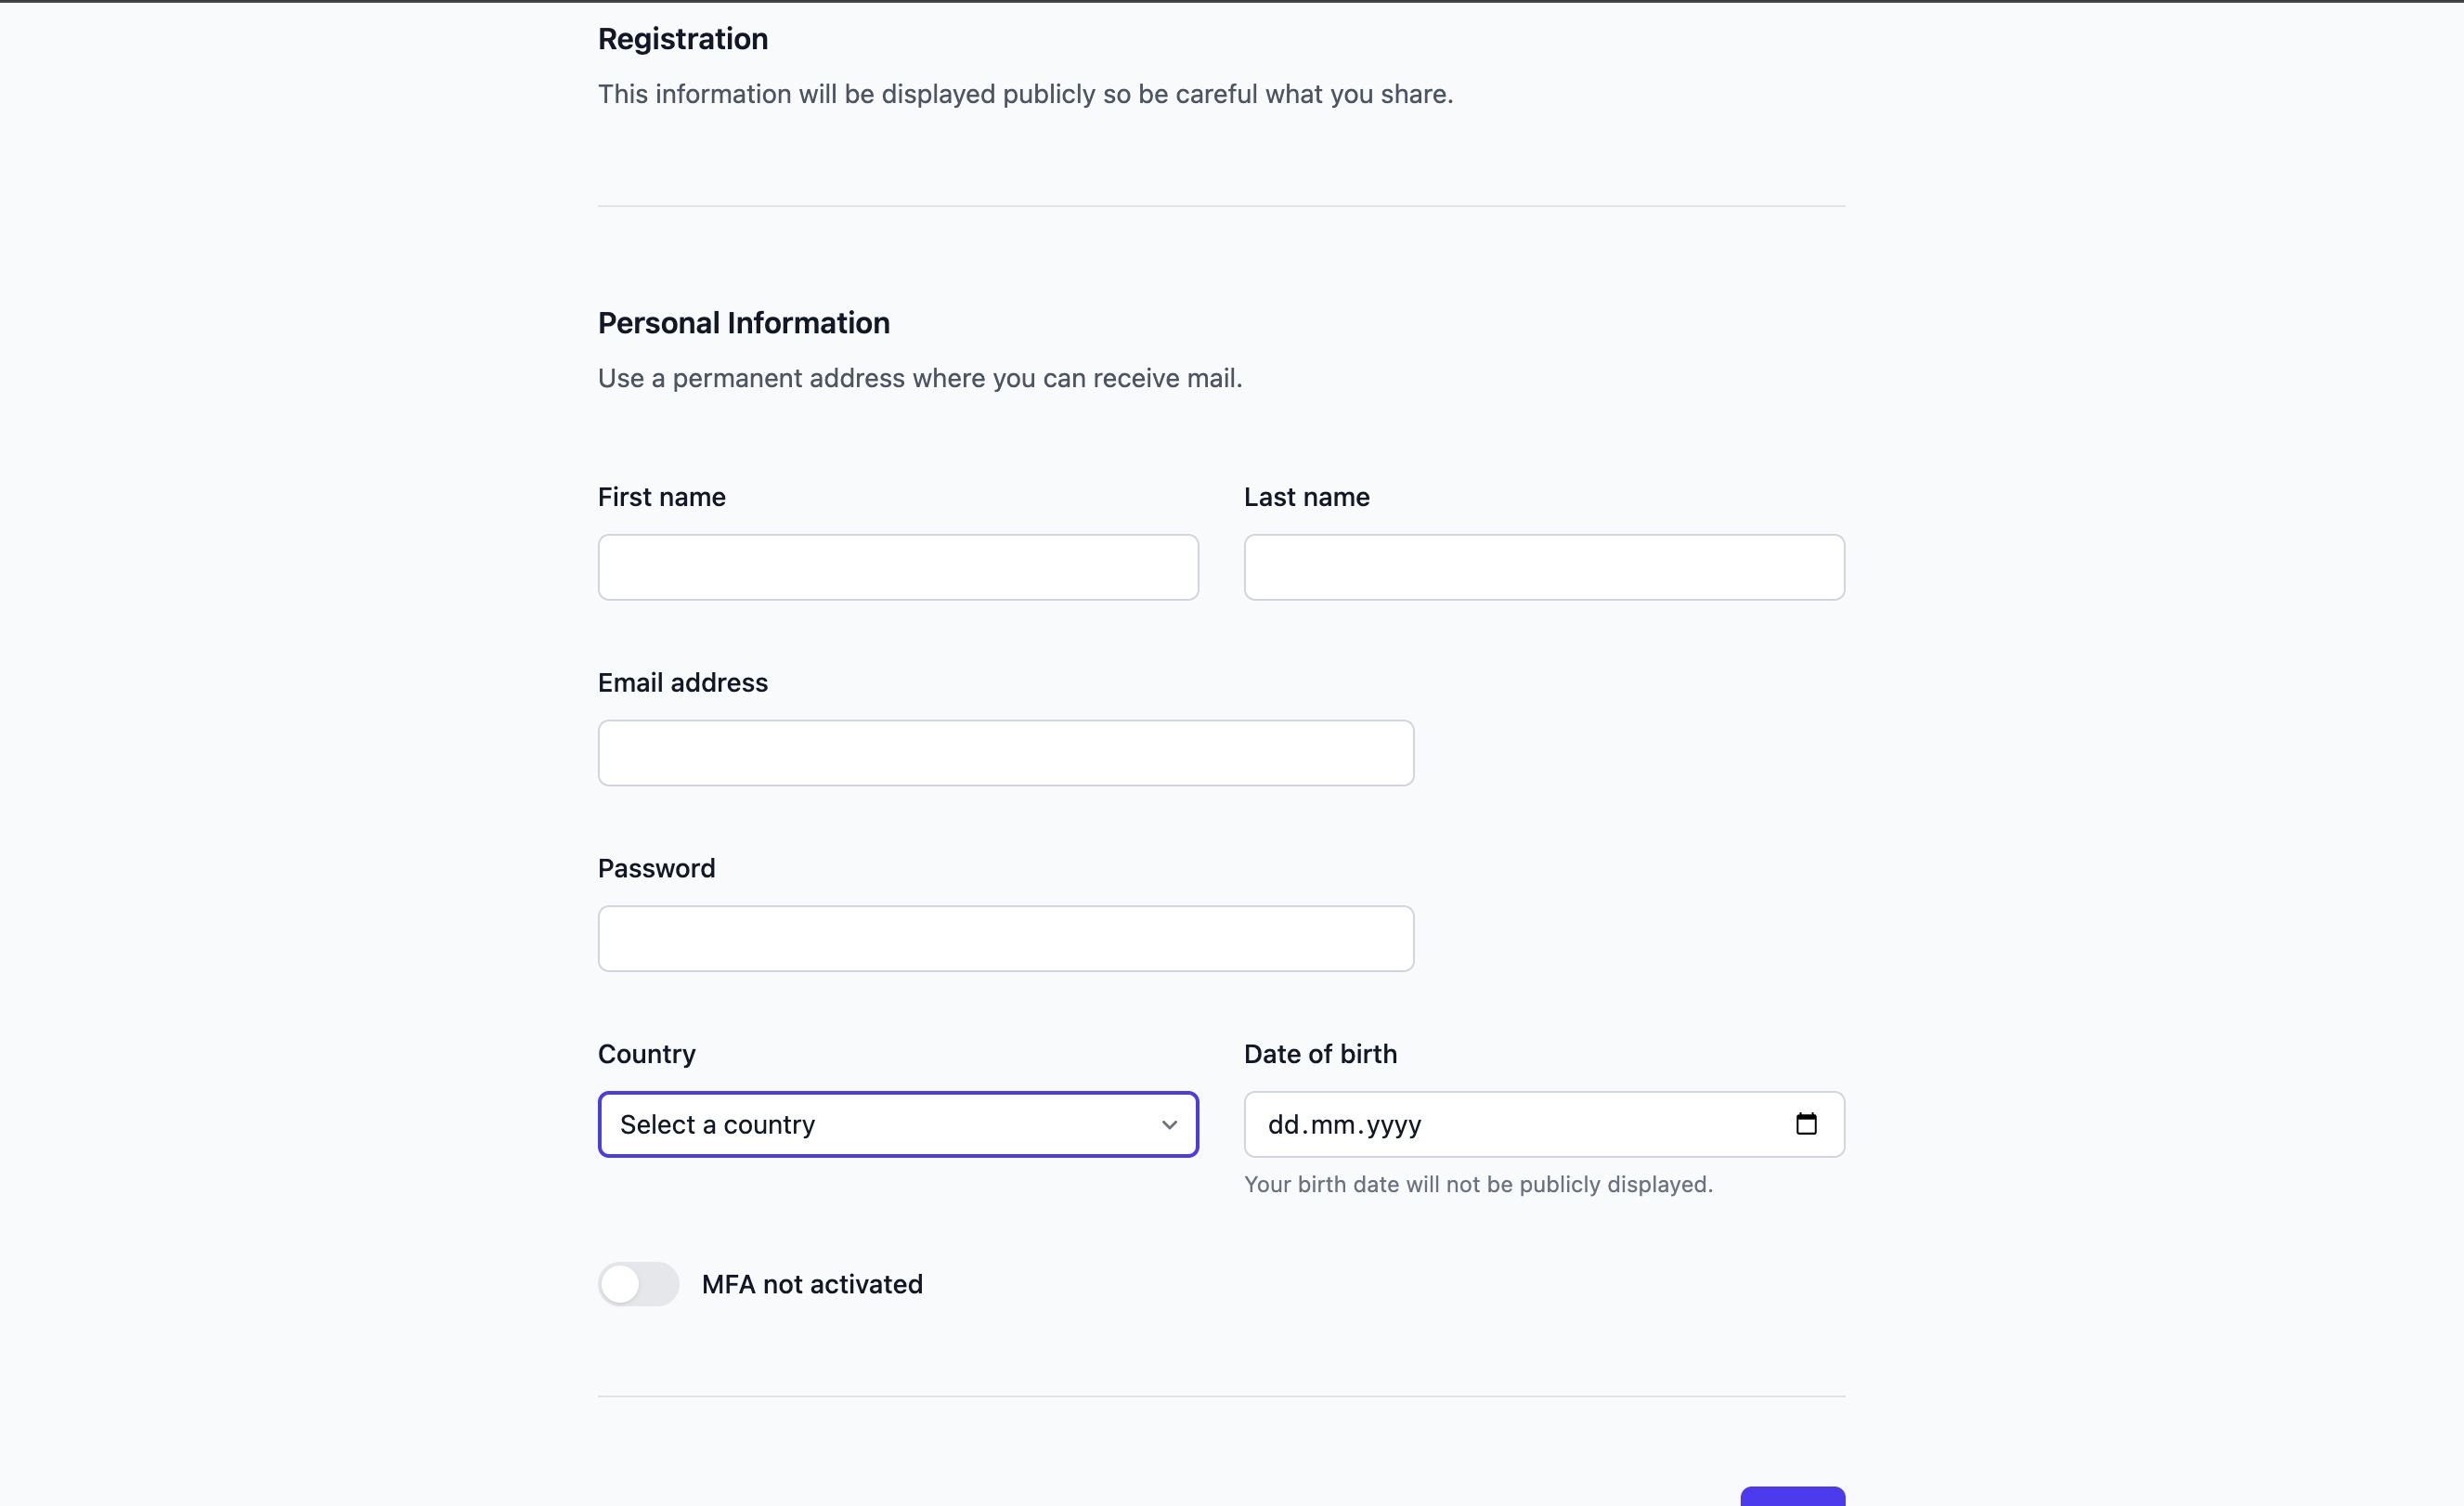 Registration
This information will be displayed publicly so be careful what you share.
Personal Information
Use a permanent address where you can receive mail.
First name
Last name
Email address
Password
Country
Date of birth
Select a country
dd.mm.yyyy
Your birth date will not be publicly displayed.
MFA not activated